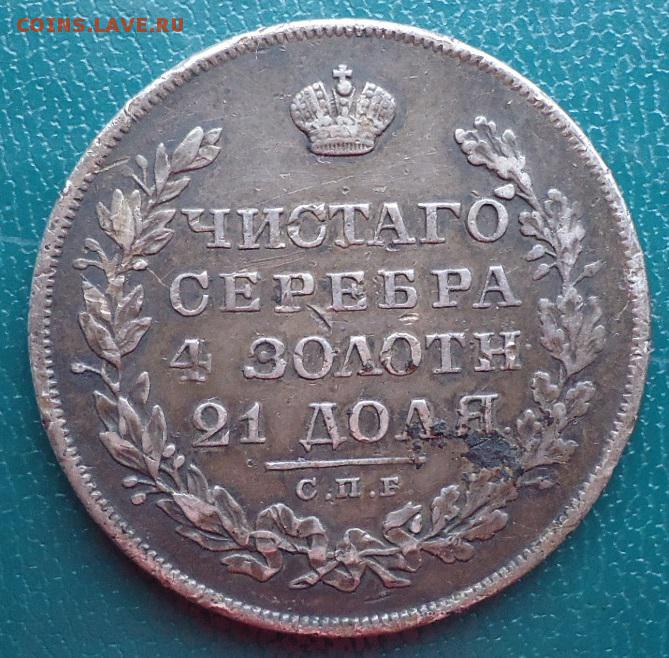 COINS.LAVE.RU
ЧИСТАГО
СЕРЕБРА
4 ЗОЛОТН
21 ДОЛЯ
С.П.Б